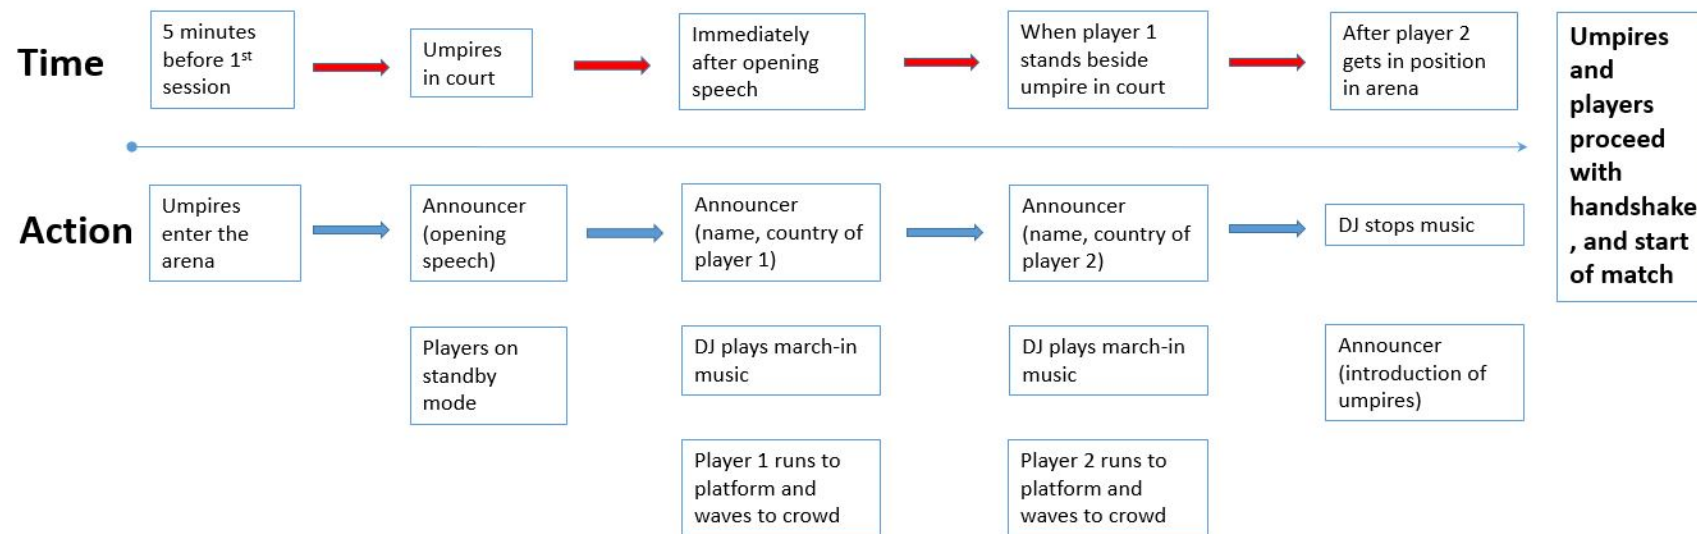 Time
5 minutes
before 1st
session
Umpires
in court
Immediately
after opening
speech
When player 1
stands beside
umpire in court
After player 2
gets in position
in arena
Umpires
and
players
proceed
with
handshake
, and start
of match
Action
Umpires
enter the
arena
Announcer
(opening
speech)
Announcer
(name, country of
player 1)
Announcer
(name, country of
player 2)
DJ stops music
Players on
standby
mode
DJ plays march-in
music
DJ plays march-in
music
Announcer
(introduction of
umpires)
Player 1 runs to
platform and
waves to crowd
Player 2 runs to
platform and
waves to crowd